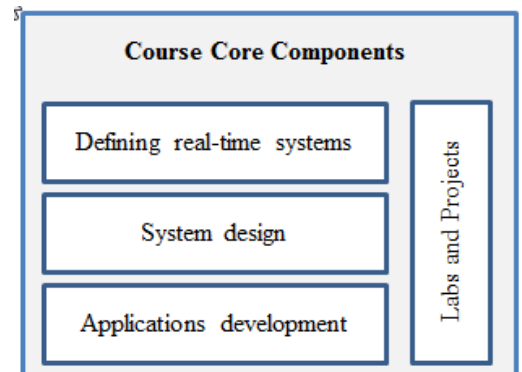 Course Core Components
Defining real-time systems
System design
Applications development
Labs and Projects